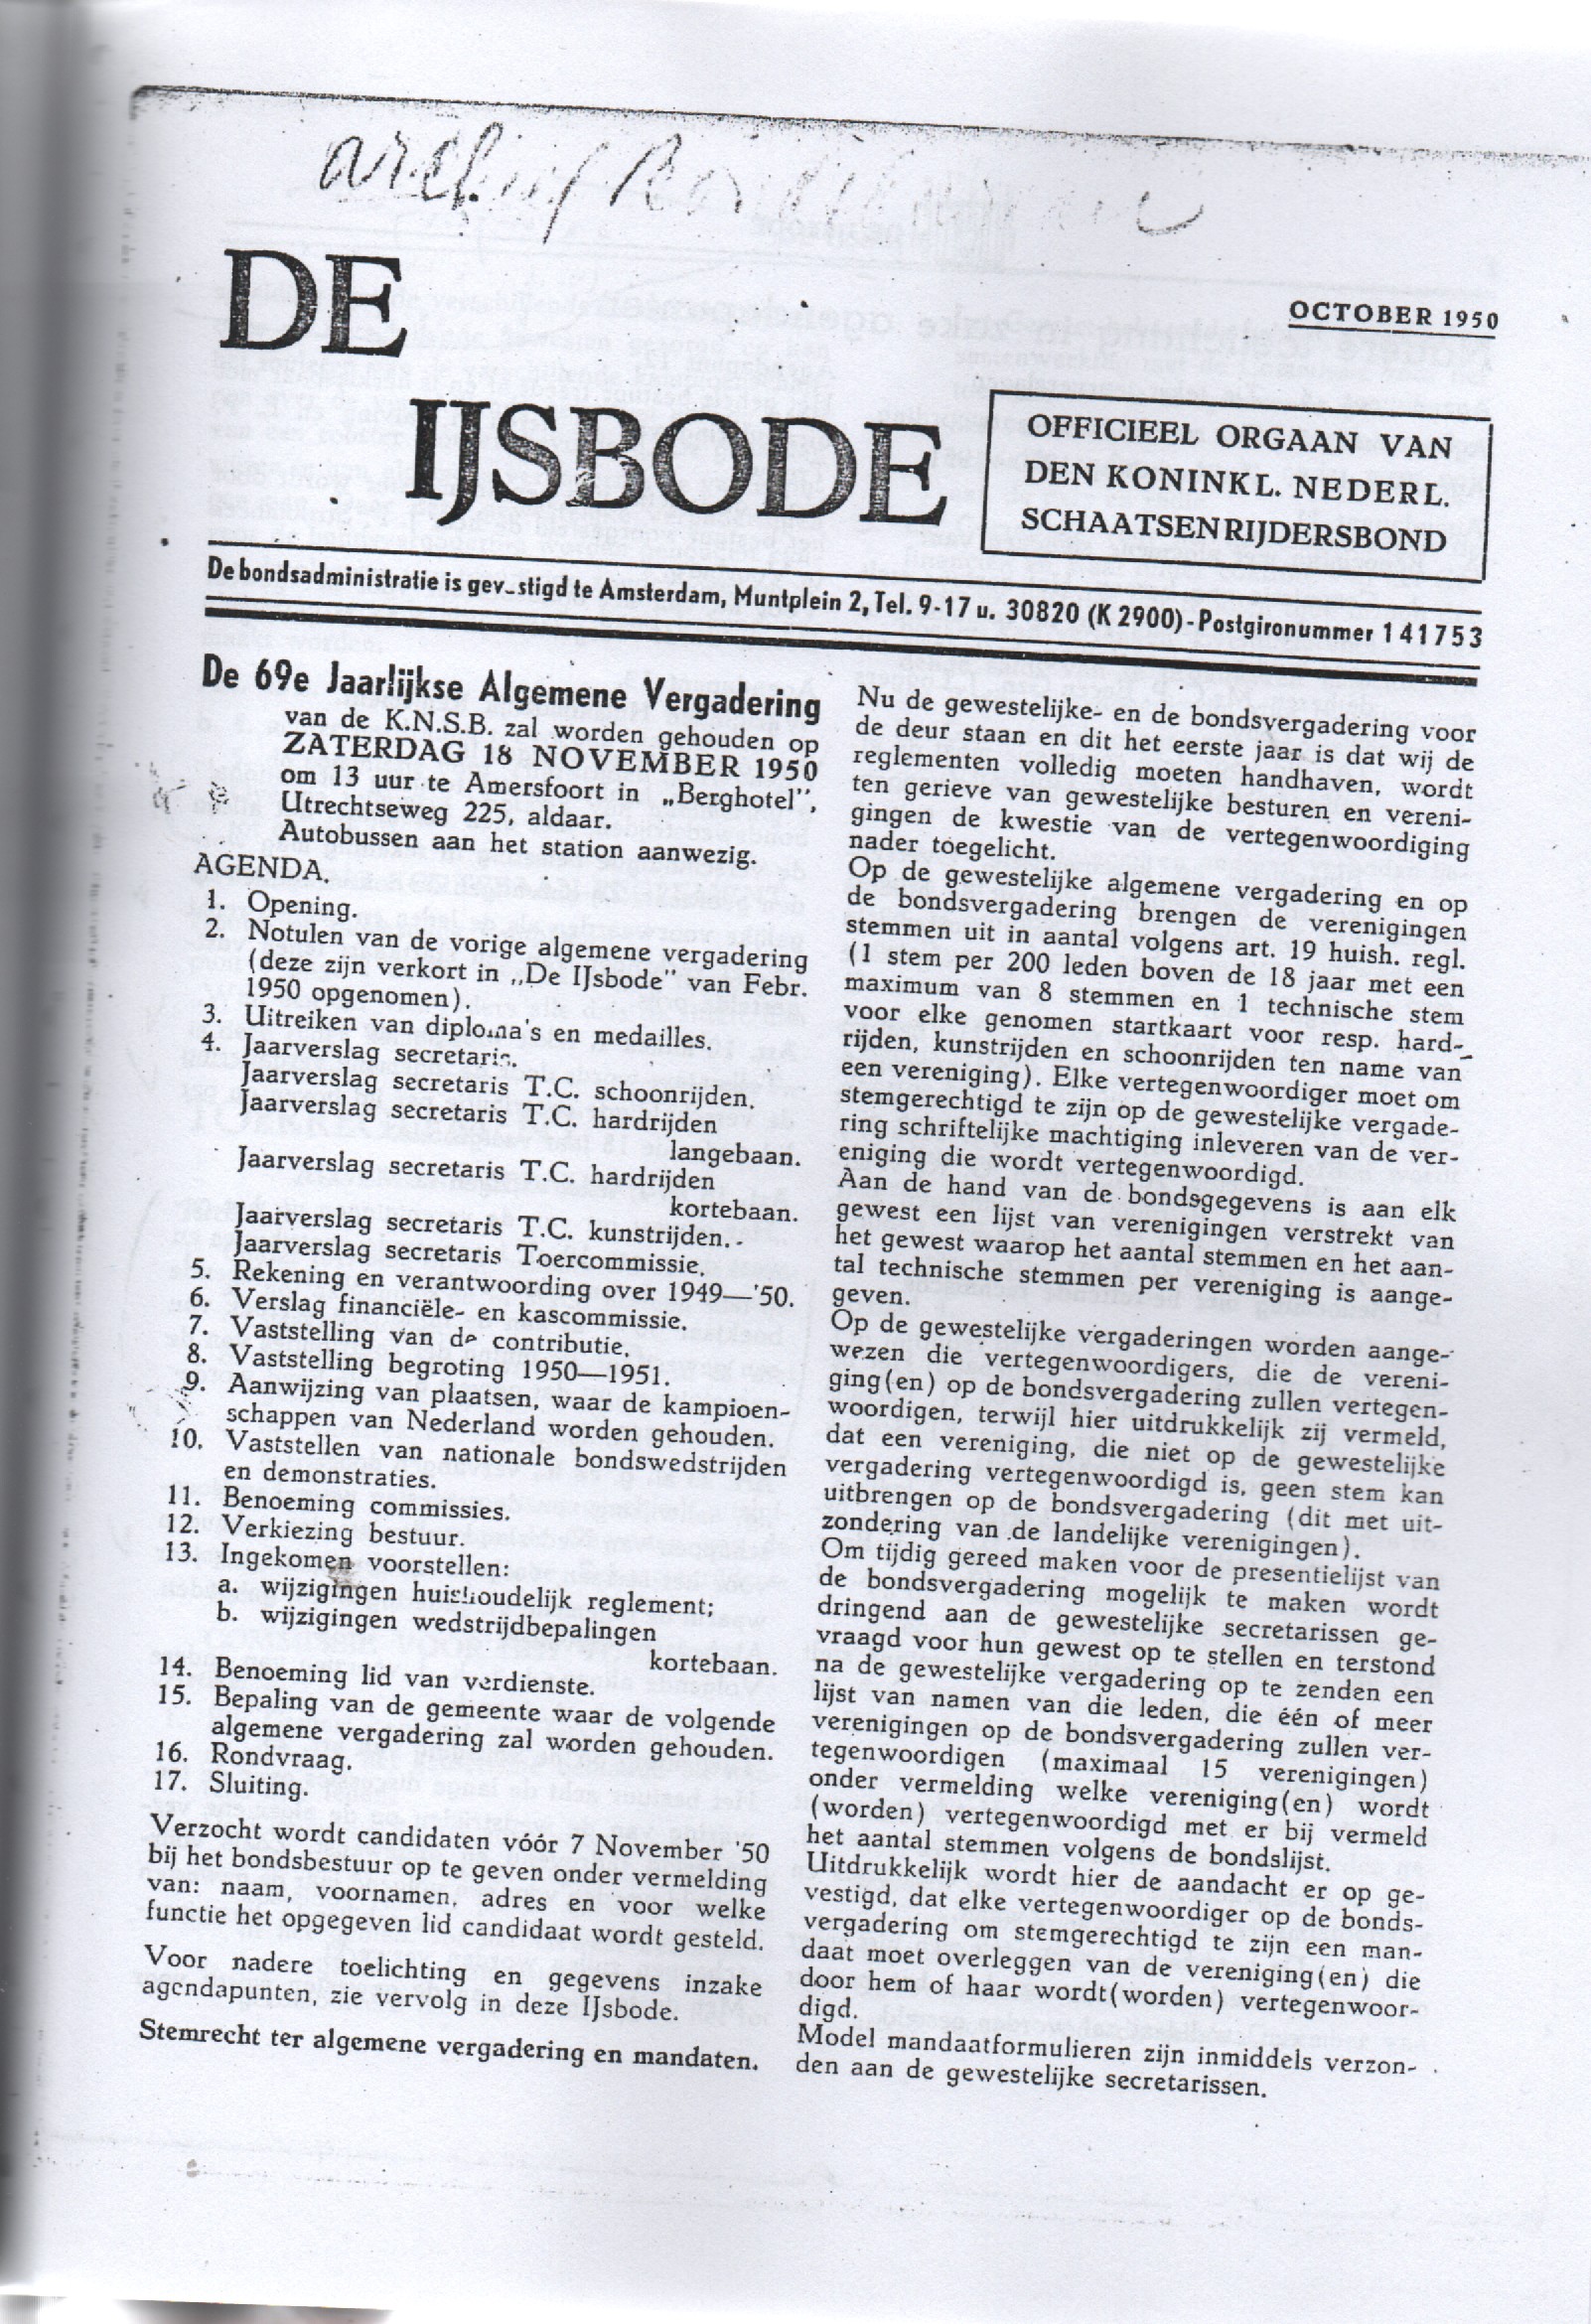 archief
DE
IJSBODE
OCTOBER 1950
OFFICIEEL ORGAAN VAN
DEN KONINKL. NEDERL.
SCHAATSENRIJDERSBOND
De bondsadministratie is gev_stigd te Amsterdam, Muntplein 2, Tel. 9-17 u. 30820 (K 2900) - Postgironummer 141753
De 69e Jaarlijkse Algemene Vergadering
van de K.N.S.B. zal worden gehouden op
ZATERDAG 18 NOVEMBER 1950
om 13 uur te Amersfoort in „Berghotel”,
Utrechtseweg 225, aldaar.
Autobussen aan het station aanwezig.
AGENDA.
1. Opening.
2. Notulen van de vorige algemene vergadering
(deze zijn verkort in „De IJsbode” van Febr.
1950 opgenomen).
3. Uitreiken van diploma's en medailles.
4. Jaarverslag secretaris.
Jaarverslag secretaris T.C. schoonrijden.
Jaarverslag secretaris T.C. hardrijden
langebaan.
Jaarverslag secretaris T.C. hardrijden
kortebaan.
Jaarverslag secretaris T.C. kunstrijden.
Jaarverslag secretaris Toercommissie.
5. Rekening en verantwoording over 1949—'50.
6. Verslag financiële- en kascommissie.
7. Vaststelling van de contributie.
8. Vaststelling begroting 1950—1951.
9. Aanwijzing van plaatsen, waar de kampioen-
schappen van Nederland worden gehouden.
10. Vaststellen van nationale bondswedstrijden
en demonstraties.
11. Benoeming commissies.
12. Verkiezing bestuur.
13. Ingekomen voorstellen:
a. wijzigingen huishoudelijk reglement;
b. wijzigingen wedstrijdbepalingen
kortebaan.
14. Benoeming lid van verdienste.
15. Bepaling van de gemeente waar de volgende
algemene vergadering zal worden gehouden.
16. Rondvraag.
17. Sluiting.
Verzocht wordt candidaten vóór 7 November '50
bij het bondsbestuur op te geven onder vermelding
van: naam, voornamen, adres en voor welke
functie het opgegeven lid candidaat wordt gesteld.
Voor nadere toelichting en gegevens inzake
agendapunten, zie vervolg in deze IJsbode.
Stemrecht ter algemene vergadering en mandaten.
Nu de gewestelijke- en de bondsvergadering voor
de deur staan en dit het eerste jaar is dat wij de
reglementen volledig moeten handhaven, wordt
ten gerieve van gewestelijke besturen en vereni-
gingen de kwestie van de vertegenwoordiging
nader toegelicht.
Op de gewestelijke algemene vergadering en op
de bondsvergadering brengen de verenigingen
stemmen uit in aantal volgens art. 19 huish. regl.
(1 stem per 200 leden boven de 18 jaar met een
maximum van 8 stemmen en 1 technische stem
voor elke genomen startkaart voor resp. hard-
rijden, kunstrijden en schoonrijden ten name van
een vereniging). Elke vertegenwoordiger moet om
stemgerechtigd te zijn op de gewestelijke vergade-
ring schriftelijke machtiging inleveren van de ver-
eniging die wordt vertegenwoordigd.
Aan de hand van de bondsgegevens is aan elk
gewest een lijst van verenigingen verstrekt van
het gewest waarop het aantal stemmen en het aan-
tal technische stemmen per vereniging is aange-
geven.
Op de gewestelijke vergaderingen worden aange-
wezen die vertegenwoordigers, die de vereni-
ging(en) op de bondsvergadering zullen vertegen-
woordigen, terwijl hier uitdrukkelijk zij vermeld,
dat een vereniging, die niet op de gewestelijke
vergadering vertegenwoordigd is, geen stem kan
uitbrengen op de bondsvergadering (dit met uit-
zondering van de landelijke verenigingen).
Om tijdig gereed maken voor de presentielijst van
de bondsvergadering mogelijk te maken wordt
dringend aan de gewestelijke secretarissen ge-
vraagd voor hun gewest op te stellen en terstond
na de gewestelijke vergadering op te zenden een
lijst van namen van die leden, die één of meer
verenigingen op de bondsvergadering zullen ver-
tegenwoordigen (maximaal 15 verenigingen)
onder vermelding welke vereniging(en) wordt
(worden) vertegenwoordigd met er bij vermeld
het aantal stemmen volgens de bondslijst.
Uitdrukkelijk wordt hier de aandacht er op ge-
vestigd, dat elke vertegenwoordiger op de bonds-
vergadering om stemgerechtigd te zijn een man-
daat moet overleggen van de vereniging(en) die
door hem of haar wordt(worden) vertegenwoor-
digd.
Model mandaatformulieren zijn inmiddels verzon-
den aan de gewestelijke secretarissen.